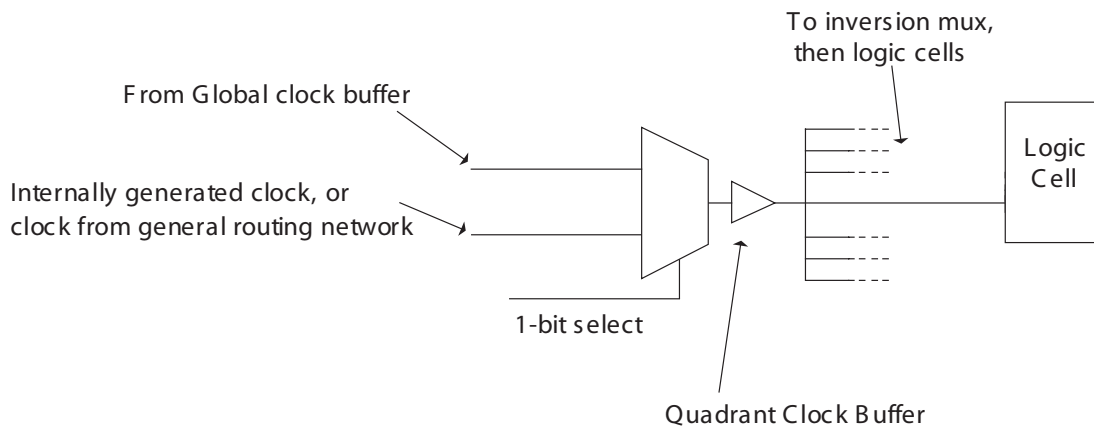 To inversion mux,
then logic cells
From Global clock buffer
Logic
Cell
Internally generated clock, or
clock from general routing network
1-bit select
Quadrant Clock Buffer